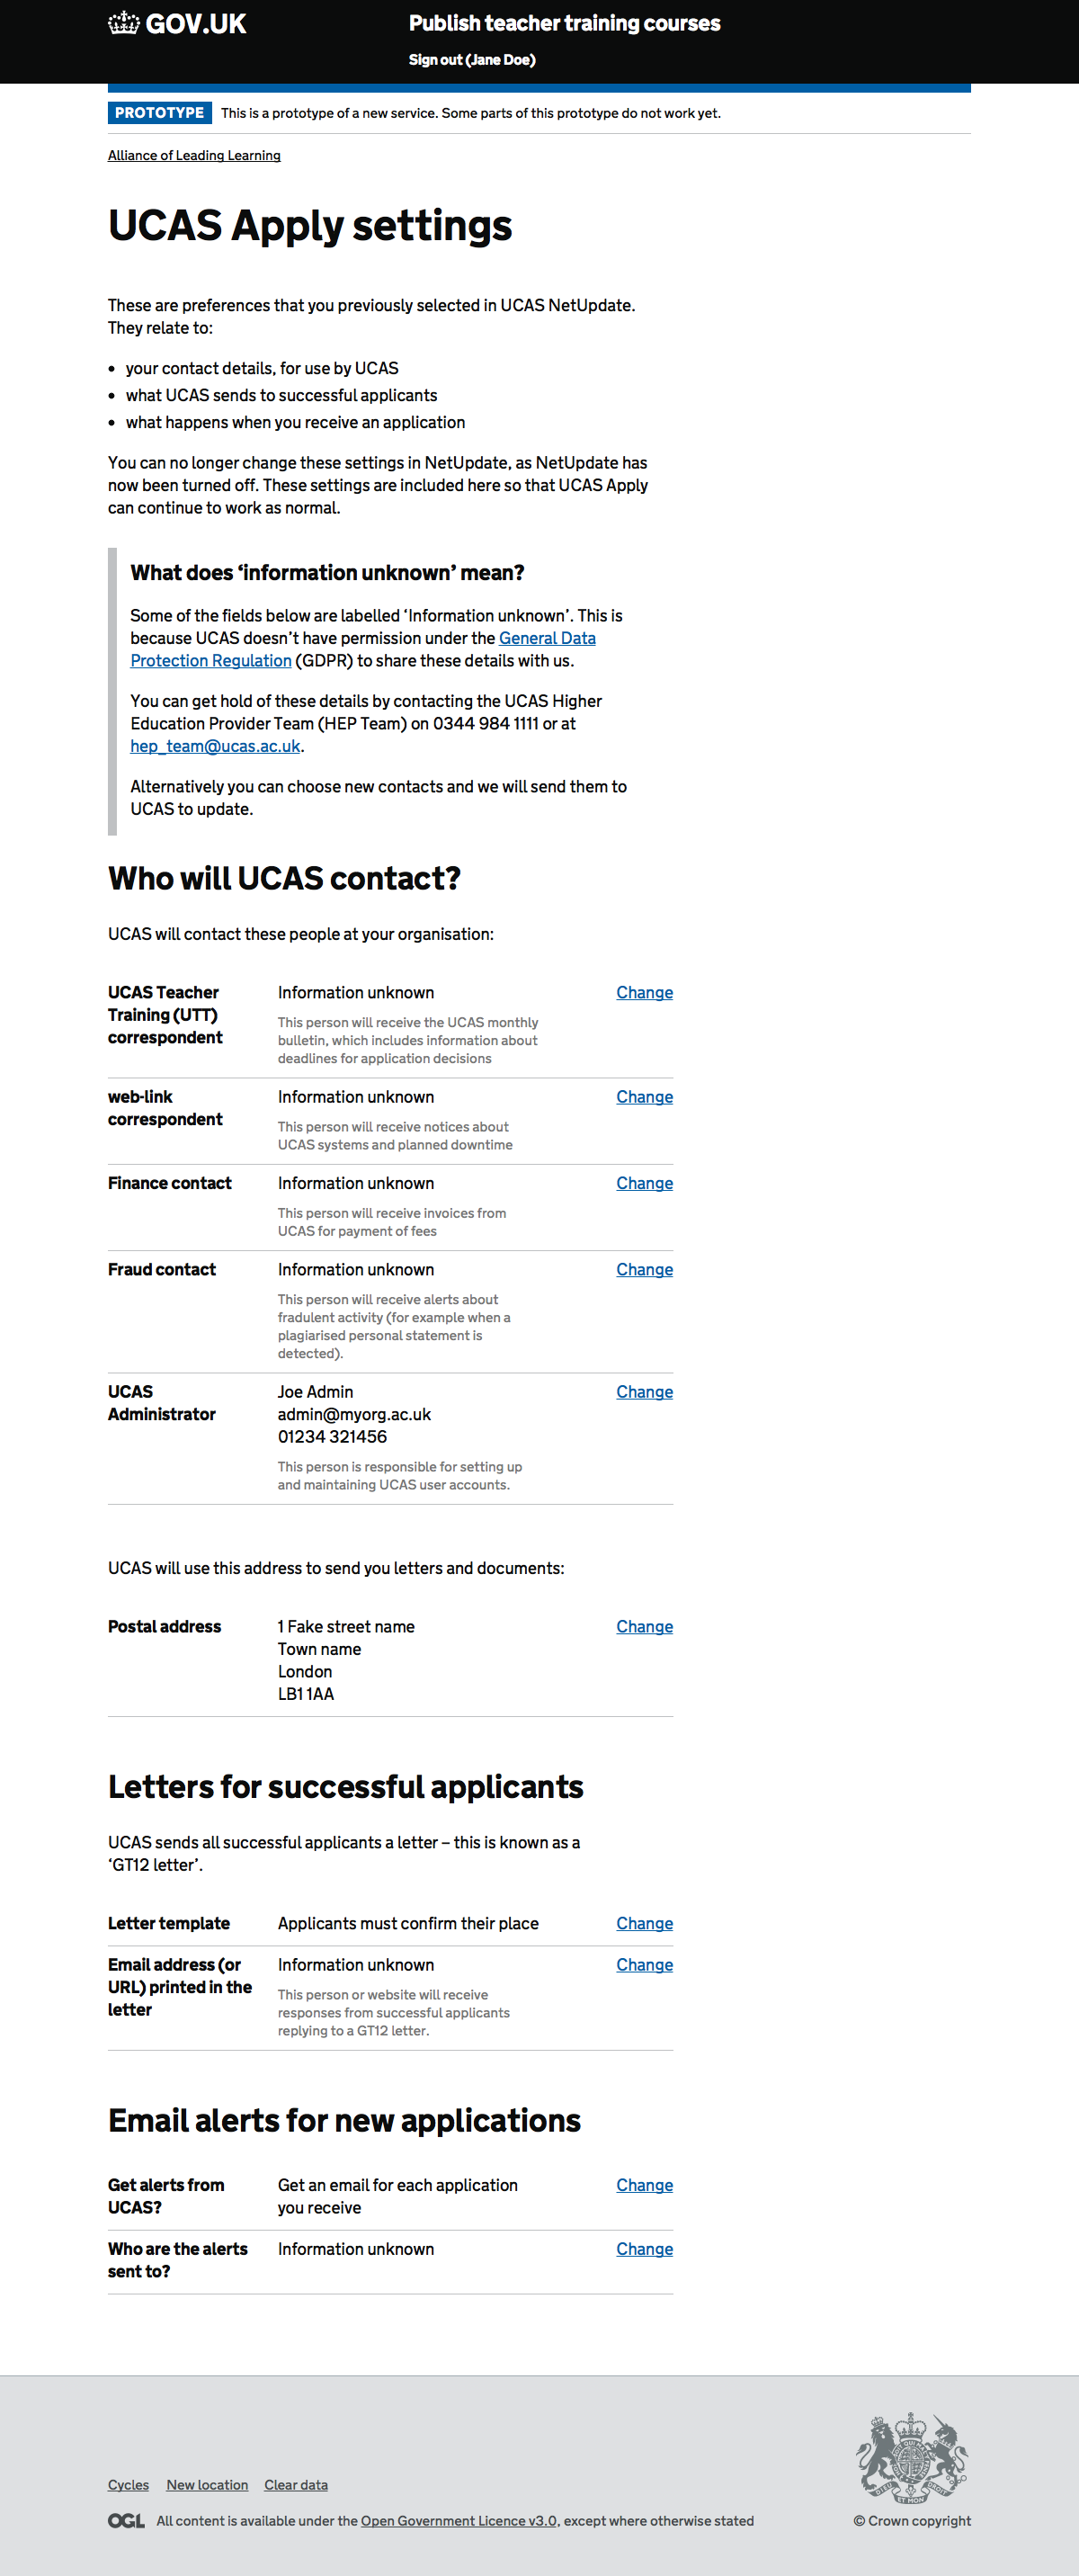 GOV.UK
Publish teacher training courses
Sign out (Jane Doe)
PROTOTYPE This is a prototype of a new service. Some parts of this prototype do not work yet.
Alliance of Leading Learning
UCAS Apply settings
These are preferences that you previously selected in UCAS NetUpdate.
They relate to:
• your contact details, for use by UCAS
• what UCAS sends to successful applicants
• what happens when you receive an application
You can no longer change these settings in NetUpdate, as NetUpdate has
now been turned off. These settings are included here so that UCAS Apply
can continue to work as normal.
What does ‘information unknown’ mean?
Some of the fields below are labelled ‘Information unknown’. This is
because UCAS doesn’t have permission under the General Data
Protection Regulation (GDPR) to share these details with us.
You can get hold of these details by contacting the UCAS Higher
Education Provider Team (HEP Team) on 0344 984 1111 or at
hep_team@ucas.ac.uk.
Alternatively you can choose new contacts and we will send them to
UCAS to update.
Who will UCAS contact?
UCAS will contact these people at your organisation:
UCAS Teacher
Training (UTT)
correspondent
Information unknown
This person will receive the UCAS monthly
bulletin, which includes information about
deadlines for application decisions
Change
web-link
correspondent
Information unknown
This person will receive notices about
UCAS systems and planned downtime
Change
Finance contact
Information unknown
This person will receive invoices from
UCAS for payment of fees
Change
Fraud contact
Information unknown
This person will receive alerts about
fradulent activity (for example when a
plagiarised personal statement is
detected).
Change
UCAS
Administrator
Joe Admin
admin@myorg.ac.uk
01234 321456
This person is responsible for setting up
and maintaining UCAS user accounts.
Change
UCAS will use this address to send you letters and documents:
Postal address
1 Fake street name
Town name
London
LB1 1AA
Change
Letters for successful applicants
UCAS sends all successful applicants a letter – this is known as a
‘GT12 letter’.
Letter template
Applicants must confirm their place
Change
Email address (or
URL) printed in the
letter
Information unknown
This person or website will receive
responses from successful applicants
replying to a GT12 letter.
Change
Email alerts for new applications
Get alerts from
UCAS?
Get an email for each application
you receive
Change
Who are the alerts
sent to?
Information unknown
Change
Cycles New location Clear data
OGL All content is available under the Open Government Licence v3.0, except where otherwise stated
© Crown copyright